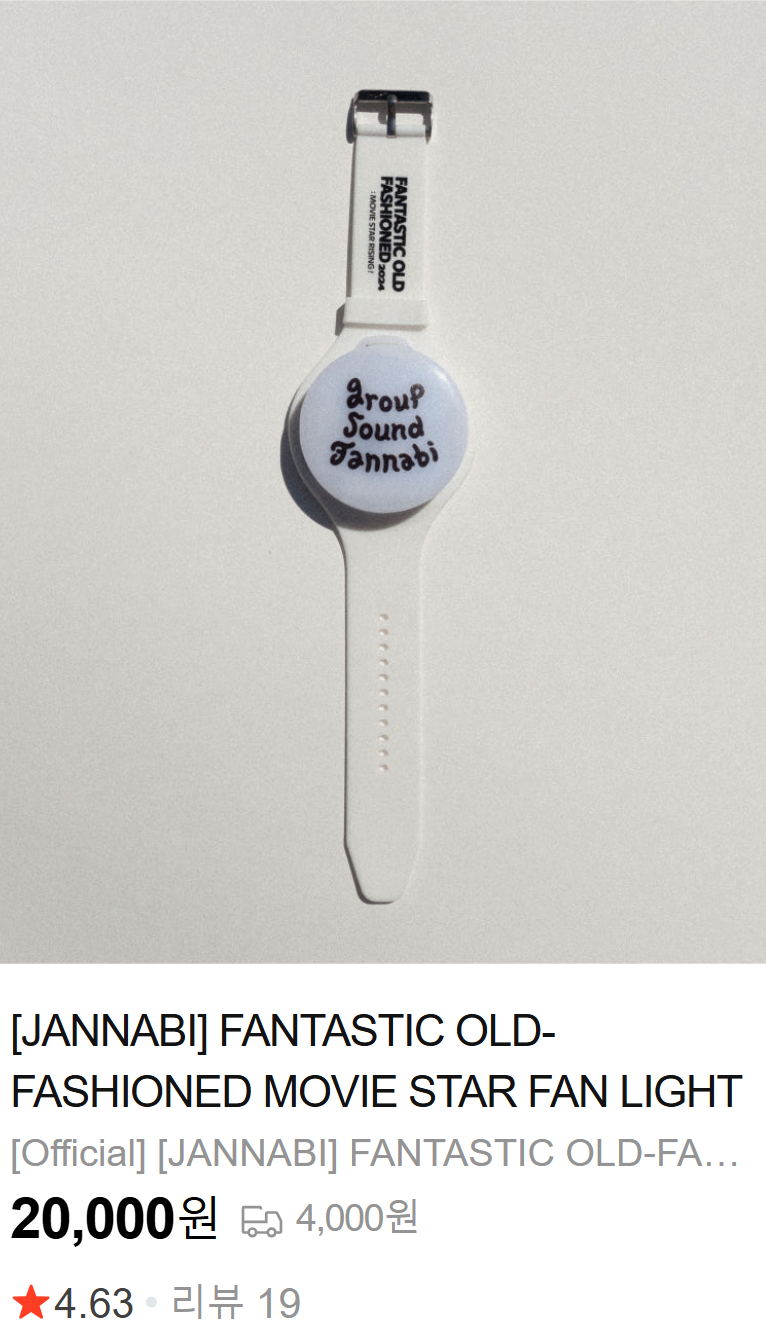 FANTASTIC OLD
FASHIONED 2024
: MOVIE STAR RISING!
group
Sound
Jannabi
[JANNABI] FANTASTIC OLD-
FASHIONED MOVIE STAR FAN LIGHT
[Official] [JANNABI] FANTASTIC OLD-FA...
20,000원 4,000원
4.63 • 리뷰 19